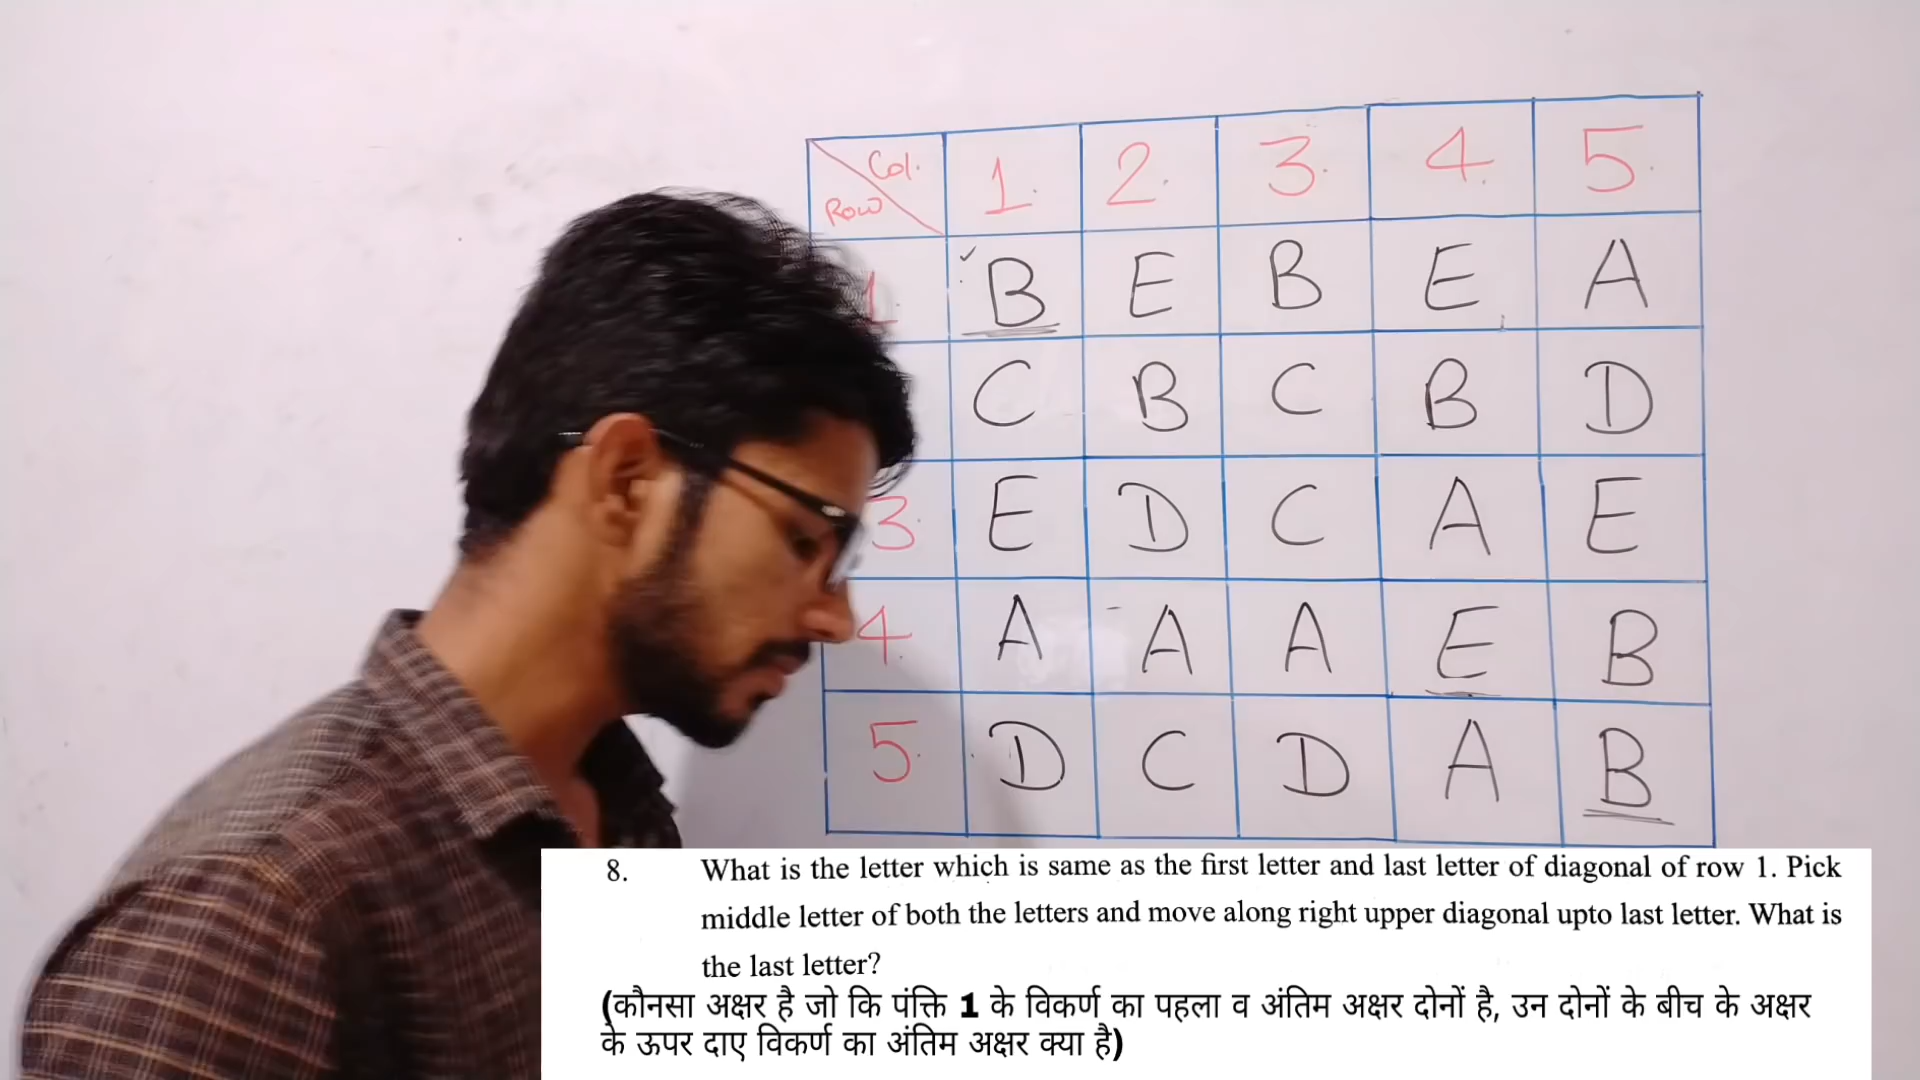 Col. 1. 2. 3. 4. 5.
Row
1. B E B E A
C B C B D
3. E D C A E
4. A A A E B
5. D C D A B
8. What is the letter which is same as the first letter and last letter of diagonal of row 1. Pick
middle letter of both the letters and move along right upper diagonal upto last letter. What is
the last letter?
(कौनसा अक्षर है जो कि पंक्ति 1 के विकर्ण का पहला व अंतिम अक्षर दोनों है, उन दोनों के बीच के अक्षर
के ऊपर दाए विकर्ण का अंतिम अक्षर क्या है)